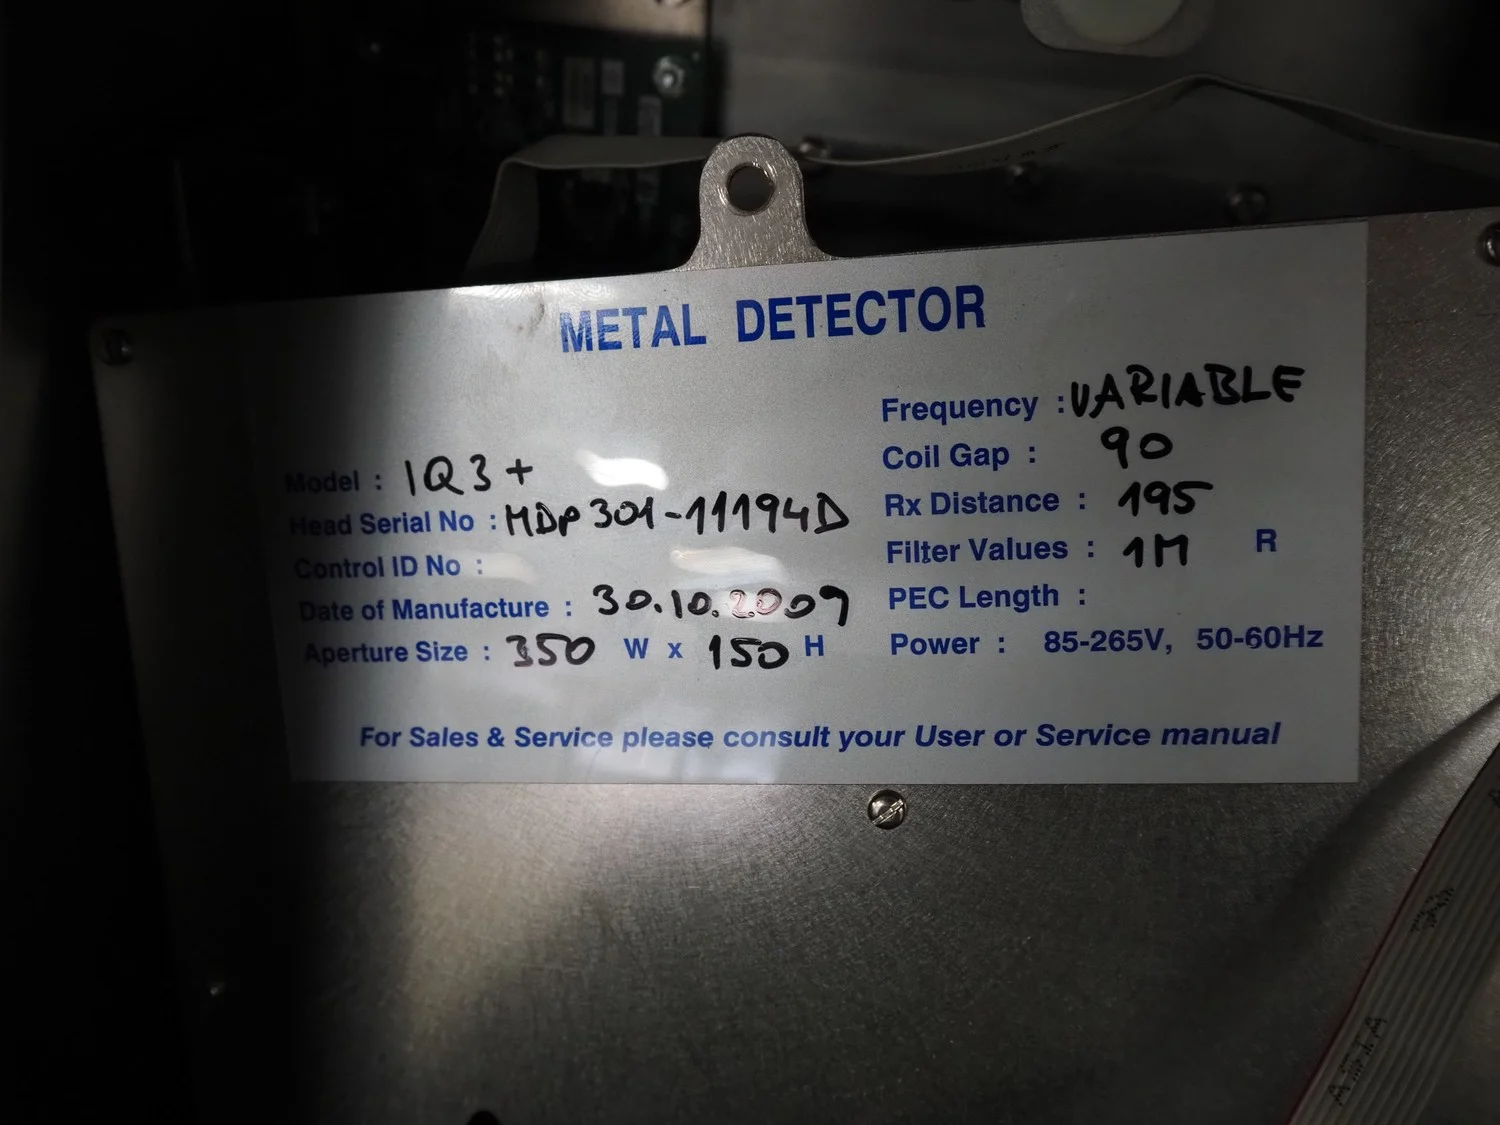 METAL DETECTOR
Model : IQ3+
Head Serial No : MDP301-11194D
Control ID No :
Date of Manufacture : 30.10.2009
Aperture Size : 350 W x 150 H
Frequency : VARIABLE
Coil Gap : 90
Rx Distance : 195
Filter Values : 1M R
PEC Length :
Power : 85-265V, 50-60Hz
For Sales & Service please consult your User or Service manual